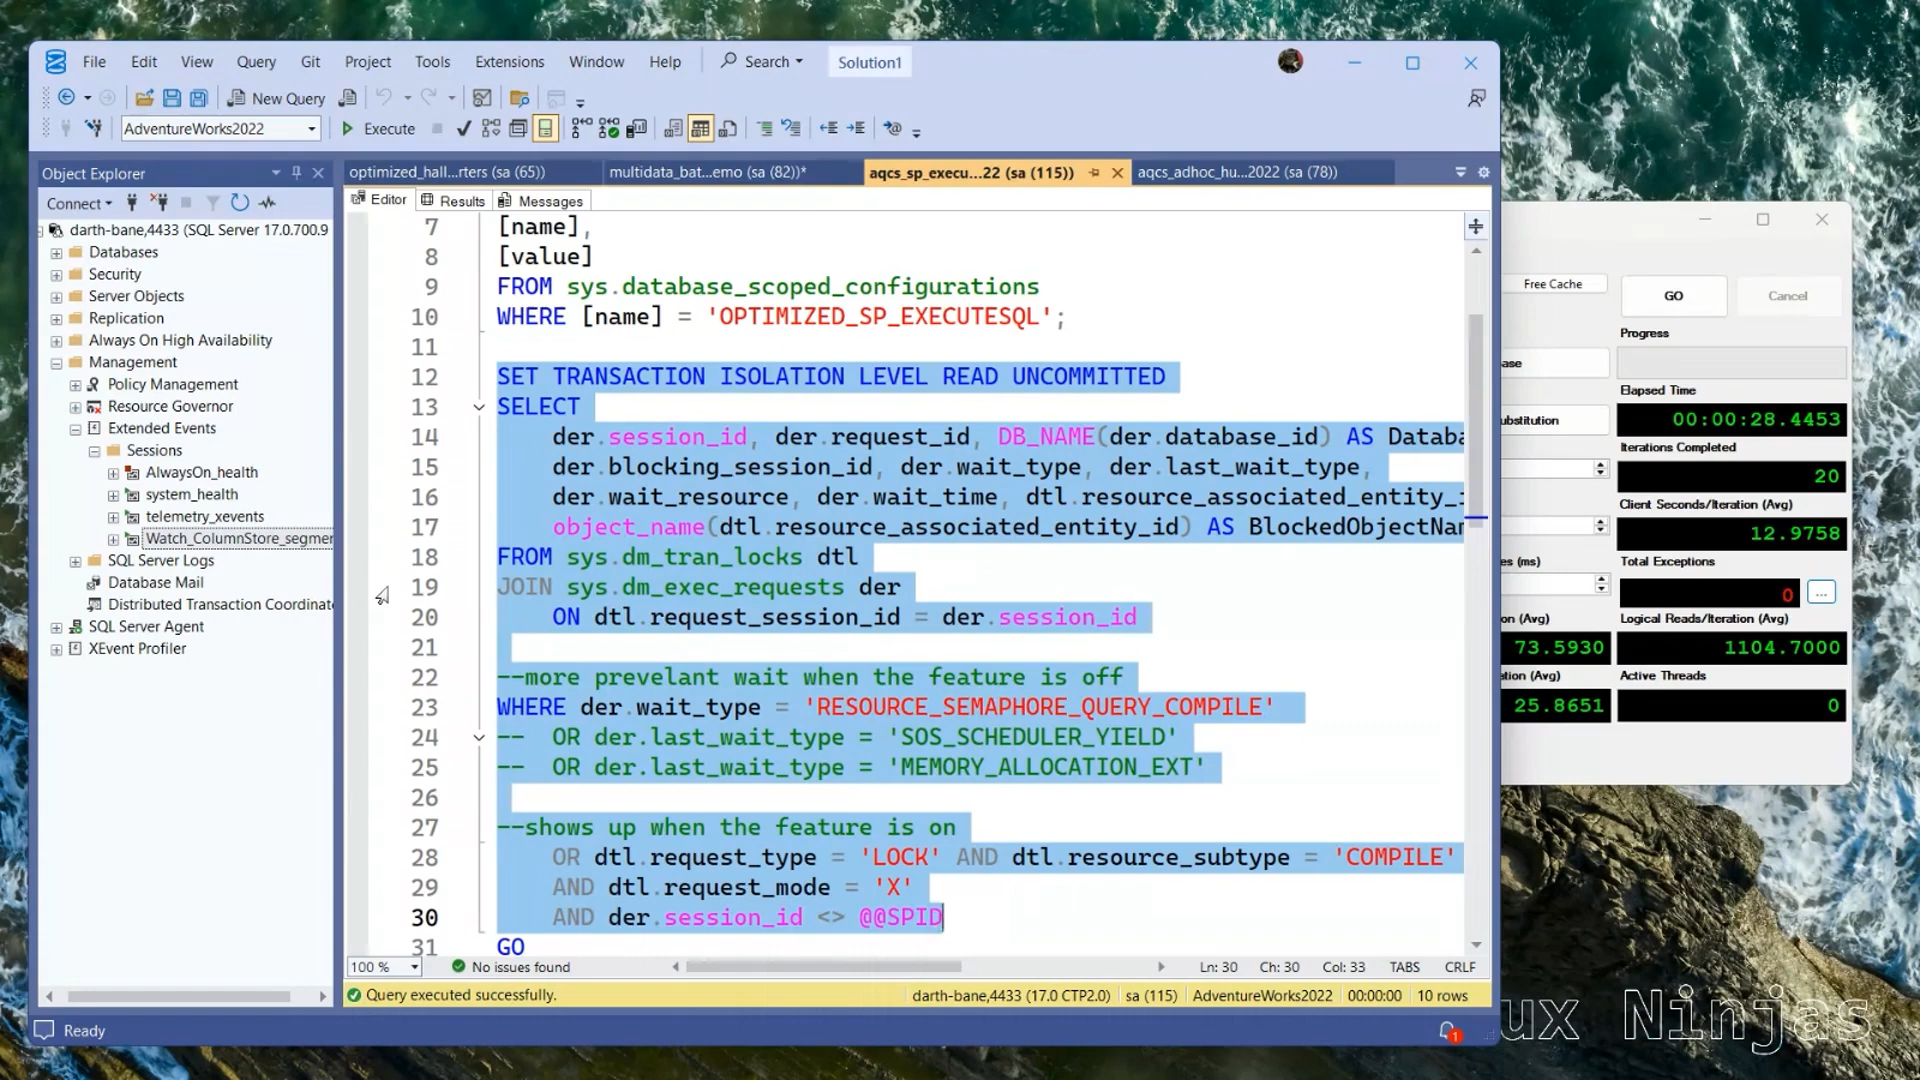 File Edit View Query Git Project Tools Extensions Window Help Search Solution1
New Query
AdventureWorks2022 Execute
Object Explorer
Connect
darth-bane,4433 (SQL Server 17.0.700.9
Databases
Security
Server Objects
Replication
Always On High Availability
Management
Policy Management
Resource Governor
Extended Events
Sessions
AlwaysOn_health
system_health
telemetry_xevents
Watch_ColumnStore_segmen
SQL Server Logs
Database Mail
Distributed Transaction Coordinat
SQL Server Agent
XEvent Profiler
optimized_hall...rters (sa (65)) multidata_bat...emo (sa (82))* aqcs_sp_execu...22 (sa (115)) aqcs_adhoc_hu...2022 (sa (78))
Editor Results Messages
7 [name],
8 [value]
9 FROM sys.database_scoped_configurations
10 WHERE [name] = 'OPTIMIZED_SP_EXECUTESQL';
11
12 SET TRANSACTION ISOLATION LEVEL READ UNCOMMITTED
13 SELECT
14 der.session_id, der.request_id, DB_NAME(der.database_id) AS Databa
15 der.blocking_session_id, der.wait_type, der.last_wait_type,
16 der.wait_resource, der.wait_time, dtl.resource_associated_entity_i
17 object_name(dtl.resource_associated_entity_id) AS BlockedObjectNam
18 FROM sys.dm_tran_locks dtl
19 JOIN sys.dm_exec_requests der
20 ON dtl.request_session_id = der.session_id
21
22 --more prevelant wait when the feature is off
23 WHERE der.wait_type = 'RESOURCE_SEMAPHORE_QUERY_COMPILE'
24 -- OR der.last_wait_type = 'SOS_SCHEDULER_YIELD'
25 -- OR der.last_wait_type = 'MEMORY_ALLOCATION_EXT'
26
27 --shows up when the feature is on
28 OR dtl.request_type = 'LOCK' AND dtl.resource_subtype = 'COMPILE'
29 AND dtl.request_mode = 'X'
30 AND der.session_id <> @@SPID
31 GO
100 % No issues found Ln: 30 Ch: 30 Col: 33 TABS CRLF
Query executed successfully. darth-bane,4433 (17.0 CTP2.0) sa (115) AdventureWorks2022 00:00:00 10 rows
Ready 1
Free Cache GO Cancel
Progress
ase
Elapsed Time
ubstitution 00:00:28.4453
Iterations Completed
20
Client Seconds/Iteration (Avg)
12.9758
es (ms) Total Exceptions
0 ...
on (Avg) Logical Reads/Iteration (Avg)
73.5930 1104.7000
tion (Avg) Active Threads
25.8651 0
ux Ninjas